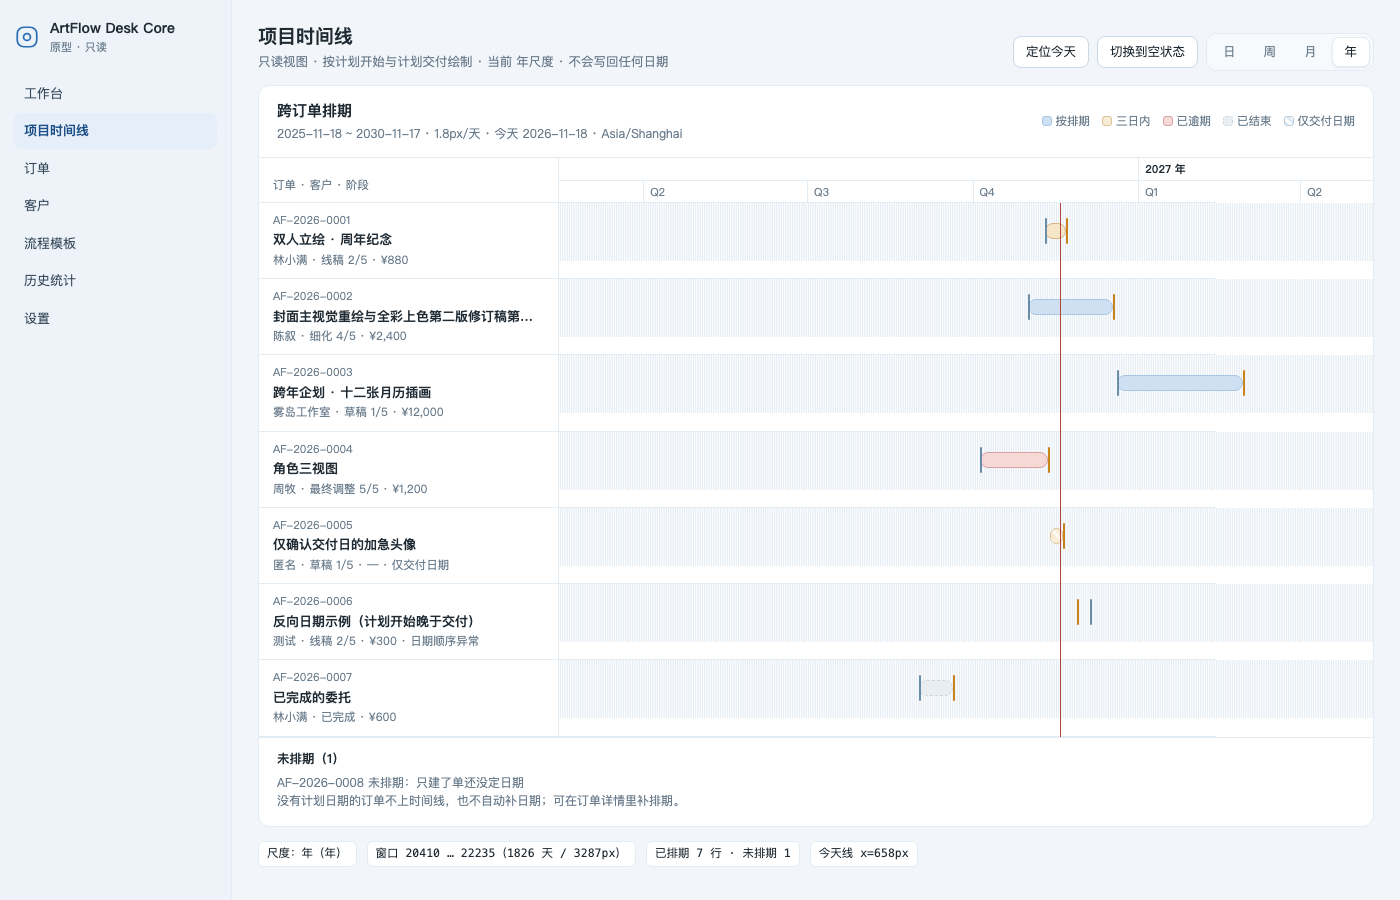 ArtFlow Desk Core
原型 · 只读
工作台
项目时间线
订单
客户
流程模板
历史统计
设置
项目时间线
只读视图 · 按计划开始与计划交付绘制 · 当前 年尺度 · 不会写回任何日期
定位今天
切换到空状态
日
周
月
年
跨订单排期
2025-11-18 ~ 2030-11-17 · 1.8px/天 · 今天 2026-11-18 · Asia/Shanghai
按排期
三日内
已逾期
已结束
仅交付日期
订单 · 客户 · 阶段
2027 年
Q2
Q3
Q4
Q1
Q2
AF-2026-0001
双人立绘 · 周年纪念
林小满 · 线稿 2/5 · ¥880
AF-2026-0002
封面主视觉重绘与全彩上色第二版修订稿第...
陈叙 · 细化 4/5 · ¥2,400
AF-2026-0003
跨年企划 · 十二张月历插画
雾岛工作室 · 草稿 1/5 · ¥12,000
AF-2026-0004
角色三视图
周牧 · 最终调整 5/5 · ¥1,200
AF-2026-0005
仅确认交付日的加急头像
匿名 · 草稿 1/5 · — · 仅交付日期
AF-2026-0006
反向日期示例（计划开始晚于交付）
测试 · 线稿 2/5 · ¥300 · 日期顺序异常
AF-2026-0007
已完成的委托
林小满 · 已完成 · ¥600
未排期（1）
AF-2026-0008 未排期：只建了单还没定日期
没有计划日期的订单不上时间线，也不自动补日期；可在订单详情里补排期。
尺度：年（年）
窗口 20410 … 22235（1826 天 / 3287px）
已排期 7 行 · 未排期 1
今天线 x=658px